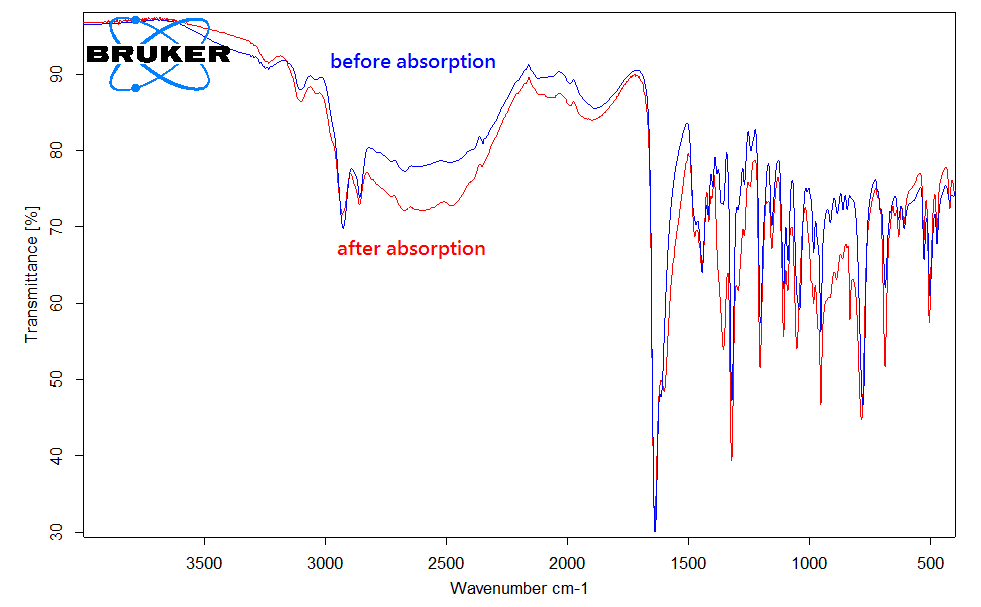 BRUKER
before absorption
after absorption
Transmittance [%]
90
80
70
60
50
40
30
3500
3000
2500
2000
1500
1000
500
Wavenumber cm-1